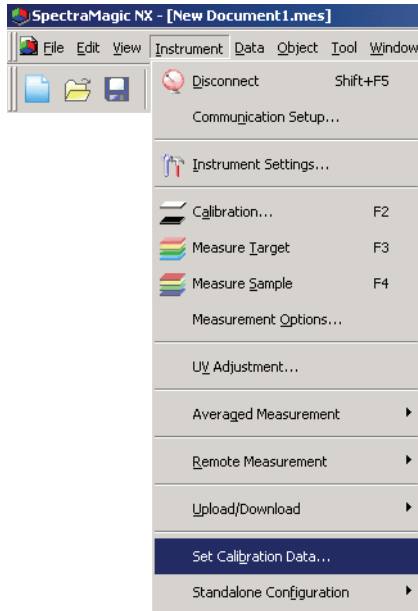 SpectraMagic NX - [New Document1.mes]
File Edit View Instrument Data Object Tool Window
Disconnect Shift+F5
Communication Setup...
Instrument Settings...
Calibration... F2
Measure Target F3
Measure Sample F4
Measurement Options...
UV Adjustment...
Averaged Measurement
Remote Measurement
Upload/Download
Set Calibration Data...
Standalone Configuration